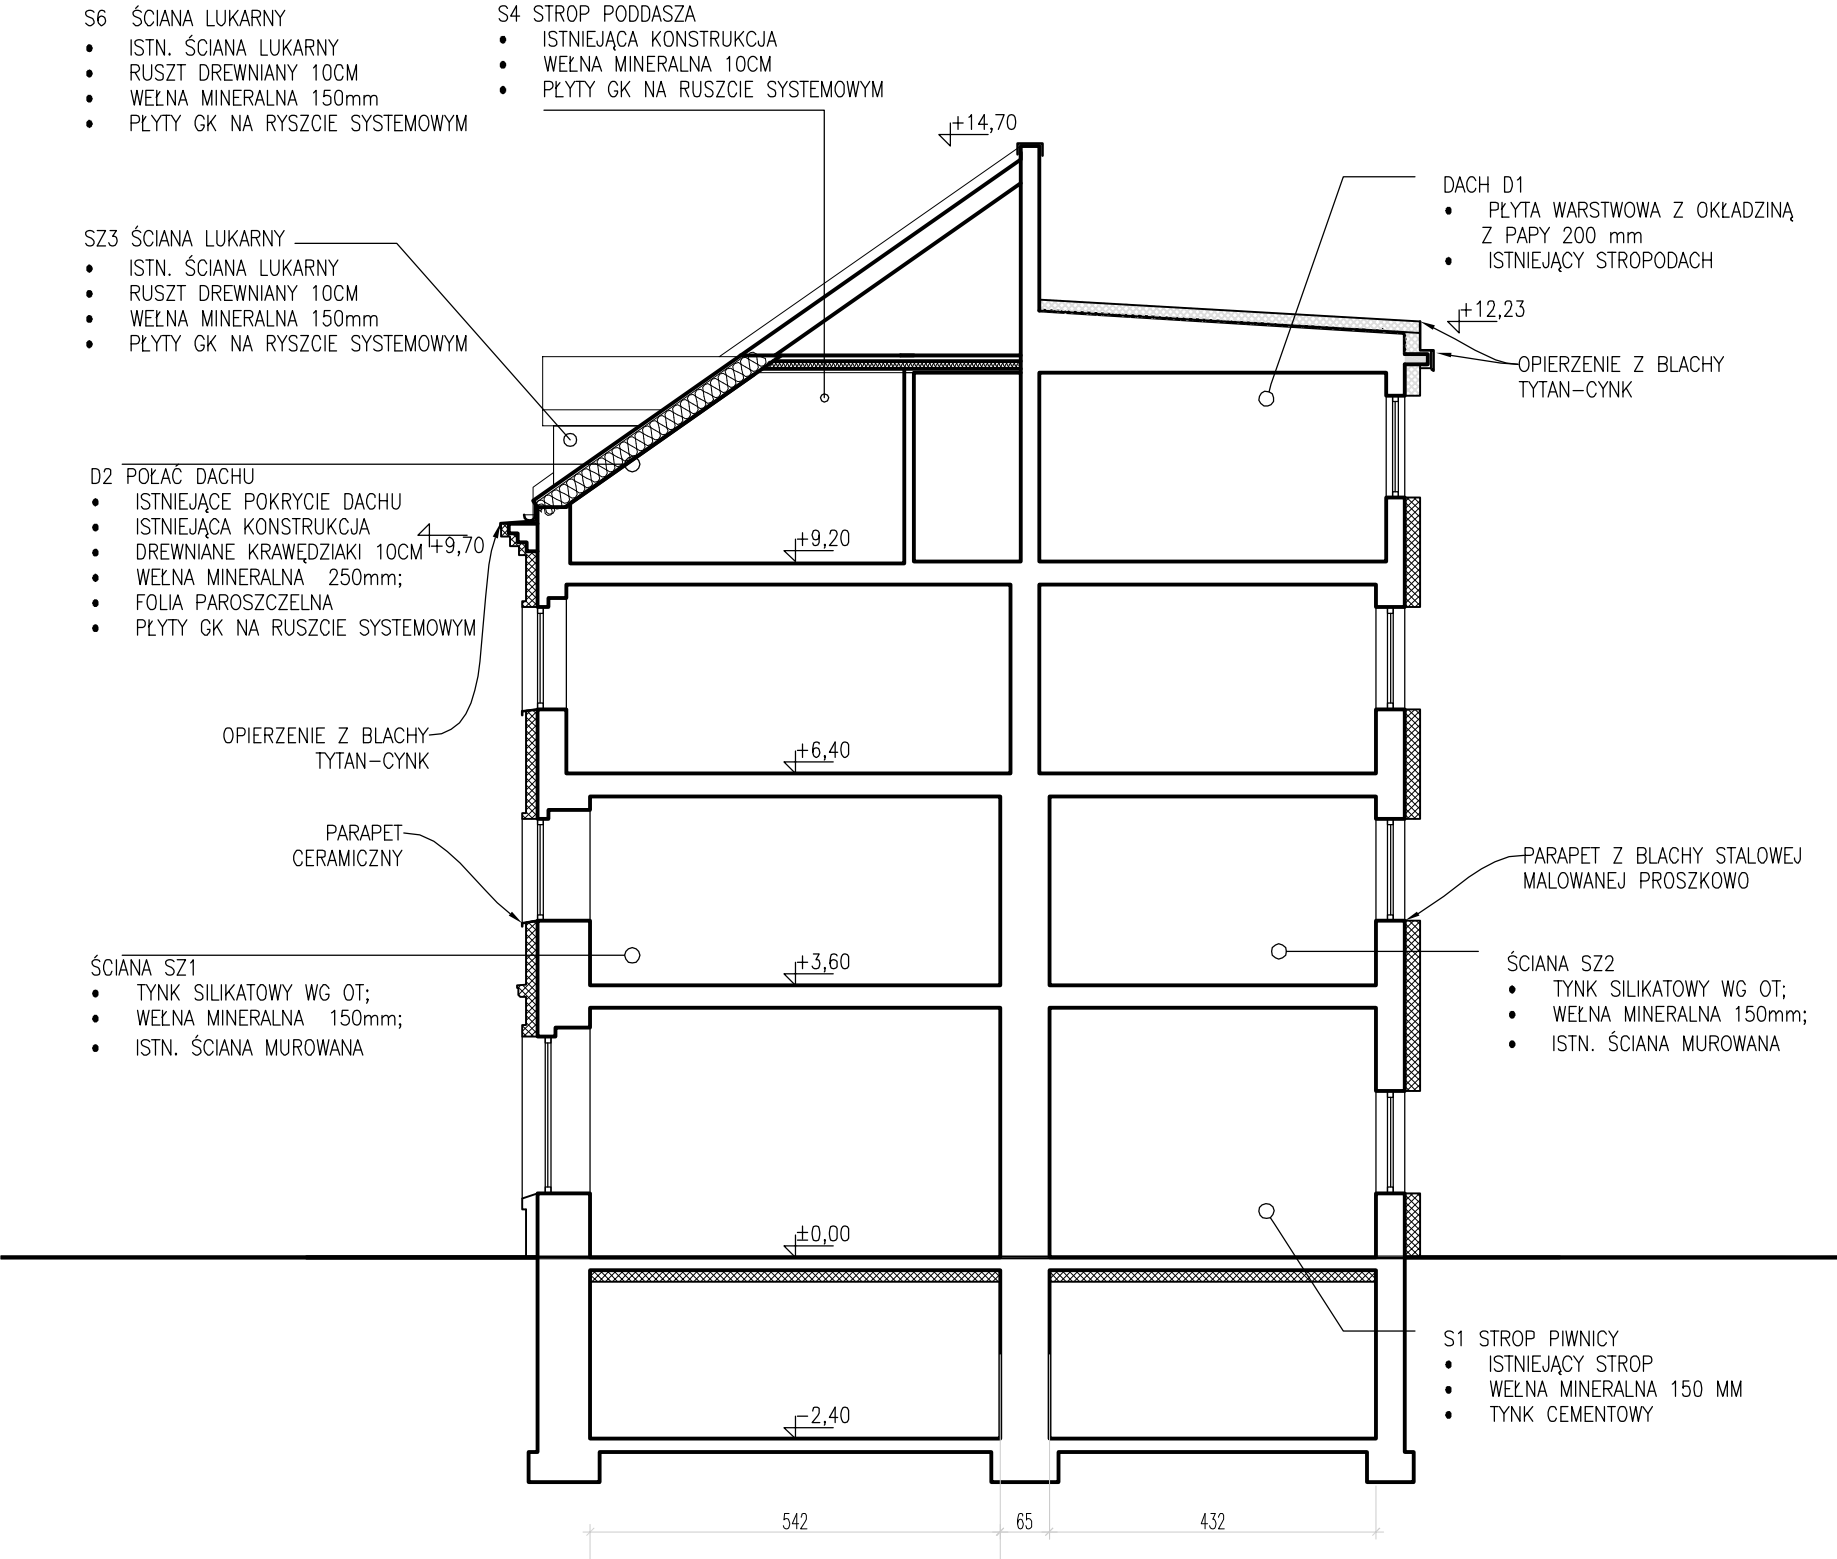 S6 ŚCIANA LUKARNY
• ISTN. ŚCIANA LUKARNY
• RUSZT DREWNIANY 10CM
• WEŁNA MINERALNA 150mm
• PŁYTY GK NA RYSZCIE SYSTEMOWYM
S4 STROP PODDASZA
• ISTNIEJĄCA KONSTRUKCJA
• WEŁNA MINERALNA 10CM
• PŁYTY GK NA RUSZCIE SYSTEMOWYM
+14,70
DACH D1
• PŁYTA WARSTWOWA Z OKŁADZINĄ
Z PAPY 200 mm
• ISTNIEJĄCY STROPODACH
SZ3 ŚCIANA LUKARNY
• ISTN. ŚCIANA LUKARNY
• RUSZT DREWNIANY 10CM
• WEŁNA MINERALNA 150mm
• PŁYTY GK NA RYSZCIE SYSTEMOWYM
+12,23
OPIERZENIE Z BLACHY
TYTAN-CYNK
D2 POŁAĆ DACHU
• ISTNIEJĄCE POKRYCIE DACHU
• ISTNIEJĄCA KONSTRUKCJA
• DREWNIANE KRAWĘDZIAKI 10CM
• WEŁNA MINERALNA 250mm;
• FOLIA PAROSZCZELNA
• PŁYTY GK NA RUSZCIE SYSTEMOWYM
+9,70
+9,20
OPIERZENIE Z BLACHY
TYTAN-CYNK
+6,40
PARAPET
CERAMICZNY
PARAPET Z BLACHY STALOWEJ
MALOWANEJ PROSZKOWO
ŚCIANA SZ1
• TYNK SILIKATOWY WG OT;
• WEŁNA MINERALNA 150mm;
• ISTN. ŚCIANA MUROWANA
+3,60
ŚCIANA SZ2
• TYNK SILIKATOWY WG OT;
• WEŁNA MINERALNA 150mm;
• ISTN. ŚCIANA MUROWANA
±0,00
S1 STROP PIWNICY
• ISTNIEJĄCY STROP
• WEŁNA MINERALNA 150 MM
• TYNK CEMENTOWY
-2,40
542
65
432